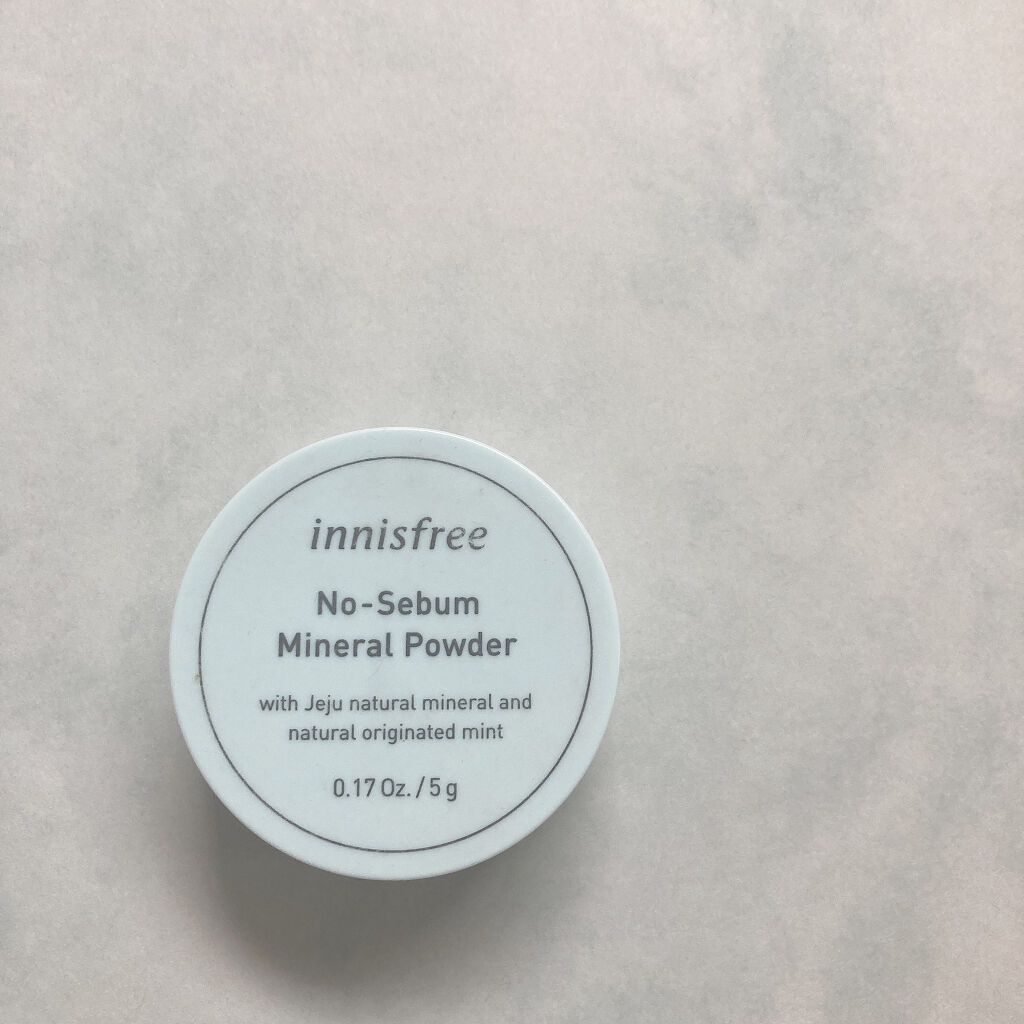 innisfree
No-Sebum
Mineral Powder
with Jeju natural mineral and
natural originated mint
0.17 Oz. / 5 g